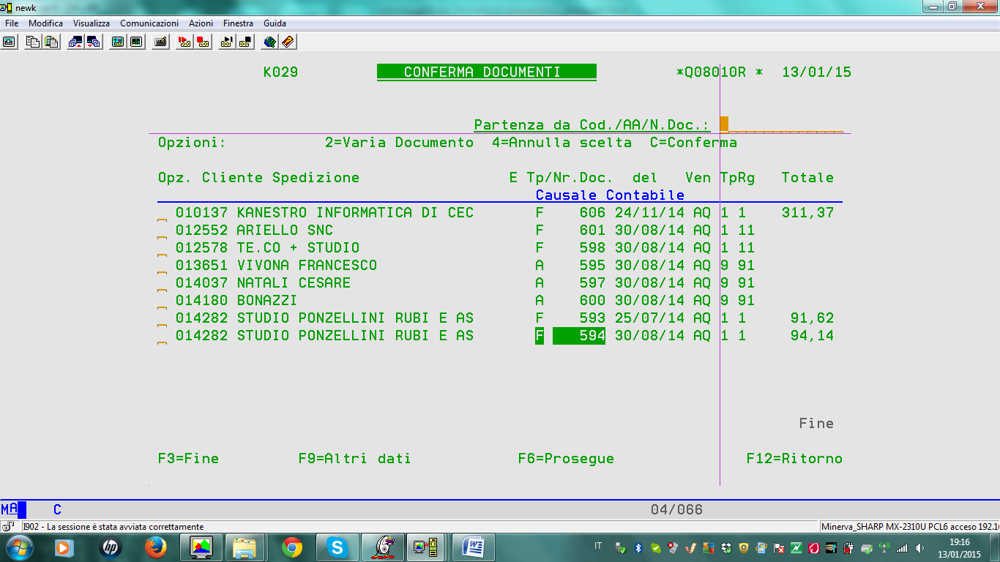 newk
File Modifica Visualizza Comunicazioni Azioni Finestra Guida
K029 CONFERMA DOCUMENTI *Q08010R * 13/01/15
Partenza da Cod./AA/N.Doc.:
Opzioni: 2=Varia Documento 4=Annulla scelta C=Conferma
Opz. Cliente Spedizione E Tp/Nr.Doc. del Ven TpRg Totale
Causale Contabile
010137 KANESTRO INFORMATICA DI CEC F 606 24/11/14 AQ 1 1 311,37
012552 ARIELLO SNC F 601 30/08/14 AQ 1 11
012578 TE.CO + STUDIO F 598 30/08/14 AQ 1 11
013651 VIVONA FRANCESCO A 595 30/08/14 AQ 9 91
014037 NATALI CESARE A 597 30/08/14 AQ 9 91
014180 BONAZZI A 600 30/08/14 AQ 9 91
014282 STUDIO PONZELLINI RUBI E AS F 593 25/07/14 AQ 1 1 91,62
014282 STUDIO PONZELLINI RUBI E AS F 594 30/08/14 AQ 1 1 94,14
Fine
F3=Fine F9=Altri dati F6=Prosegue F12=Ritorno
MA C 04/066
I902 - La sessione è stata avviata correttamente Minerva_SHARP MX-2310U PCL6 acceso 192.16
IT 19:16
13/01/2015